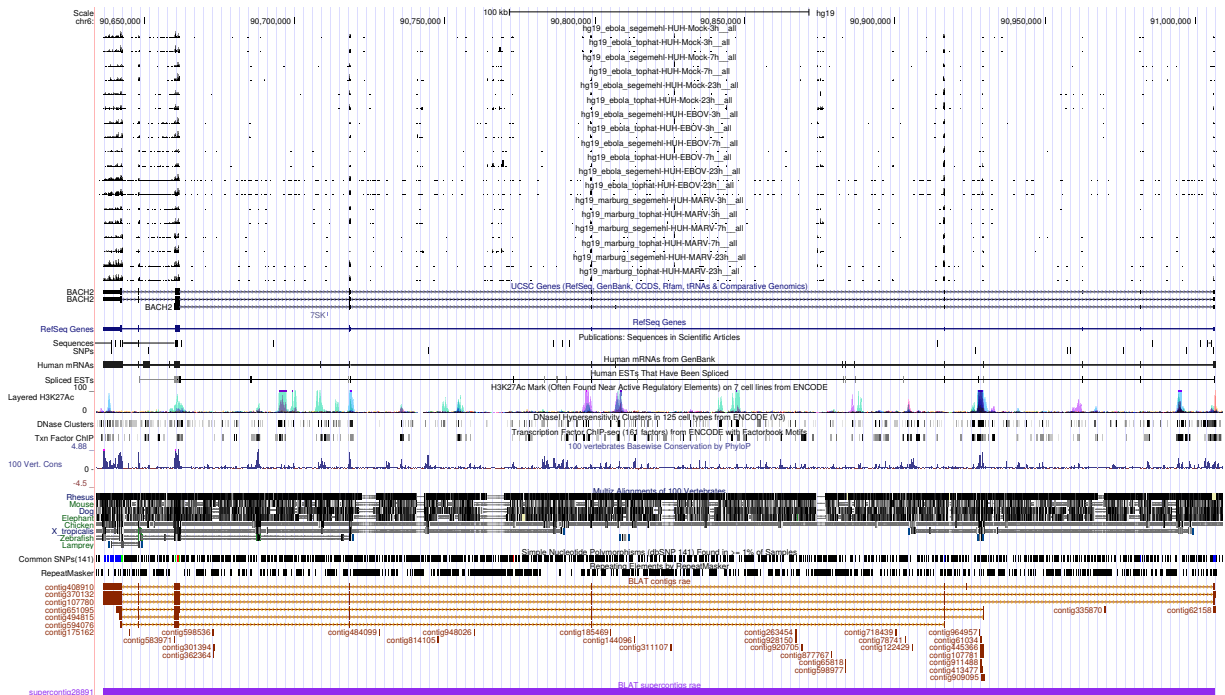 Scale 100 kb hg19
chr6: 90,650,000 90,700,000 90,750,000 90,800,000 90,850,000 90,900,000 90,950,000 91,000,000
hg19_ebola_segemehl-HUH-Mock-3h__all
hg19_ebola_tophat-HUH-Mock-3h__all
hg19_ebola_segemehl-HUH-Mock-7h__all
hg19_ebola_tophat-HUH-Mock-7h__all
hg19_ebola_segemehl-HUH-Mock-23h__all
hg19_ebola_tophat-HUH-Mock-23h__all
hg19_ebola_segemehl-HUH-EBOV-3h__all
hg19_ebola_tophat-HUH-EBOV-3h__all
hg19_ebola_segemehl-HUH-EBOV-7h__all
hg19_ebola_tophat-HUH-EBOV-7h__all
hg19_ebola_segemehl-HUH-EBOV-23h__all
hg19_ebola_tophat-HUH-EBOV-23h__all
hg19_marburg_segemehl-HUH-MARV-3h__all
hg19_marburg_tophat-HUH-MARV-3h__all
hg19_marburg_segemehl-HUH-MARV-7h__all
hg19_marburg_tophat-HUH-MARV-7h__all
hg19_marburg_segemehl-HUH-MARV-23h__all
hg19_marburg_tophat-HUH-MARV-23h__all
UCSC Genes (RefSeq, GenBank, CCDS, Rfam, tRNAs & Comparative Genomics)
BACH2
BACH2
BACH2
7SK
RefSeq Genes
RefSeq Genes
Publications: Sequences in Scientific Articles
Sequences
SNPs
Human mRNAs from GenBank
Human mRNAs
Human ESTs That Have Been Spliced
Spliced ESTs
H3K27Ac Mark (Often Found Near Active Regulatory Elements) on 7 cell lines from ENCODE
100
Layered H3K27Ac
0
DNaseI Hypersensitivity Clusters in 125 cell types from ENCODE (V3)
DNase Clusters
Transcription Factor ChIP-seq (161 factors) from ENCODE with Factorbook Motifs
Txn Factor ChIP
100 vertebrates Basewise Conservation by PhyloP
4.88
100 Vert. Cons
0
-4.5
Multiz Alignments of 100 Vertebrates
Rhesus
Mouse
Dog
Elephant
Chicken
X_tropicalis
Zebrafish
Lamprey
Simple Nucleotide Polymorphisms (dbSNP 141) Found in >= 1% of Samples
Common SNPs(141)
Repeating Elements by RepeatMasker
RepeatMasker
BLAT contigs rae
contig408910
contig370132
contig107780
contig651095 contig335870 contig62158
contig494815
contig594076
contig175162 contig598536 contig484099 contig948026 contig185469 contig263454 contig718439 contig964957
contig583971 contig814105 contig144096 contig928150 contig78741 contig61034
contig301394 contig311107 contig920705 contig122429 contig445366
contig362364 contig877767 contig107781
contig65818 contig911488
contig598977 contig413477
contig909095
BLAT supercontigs rae
supercontig28891